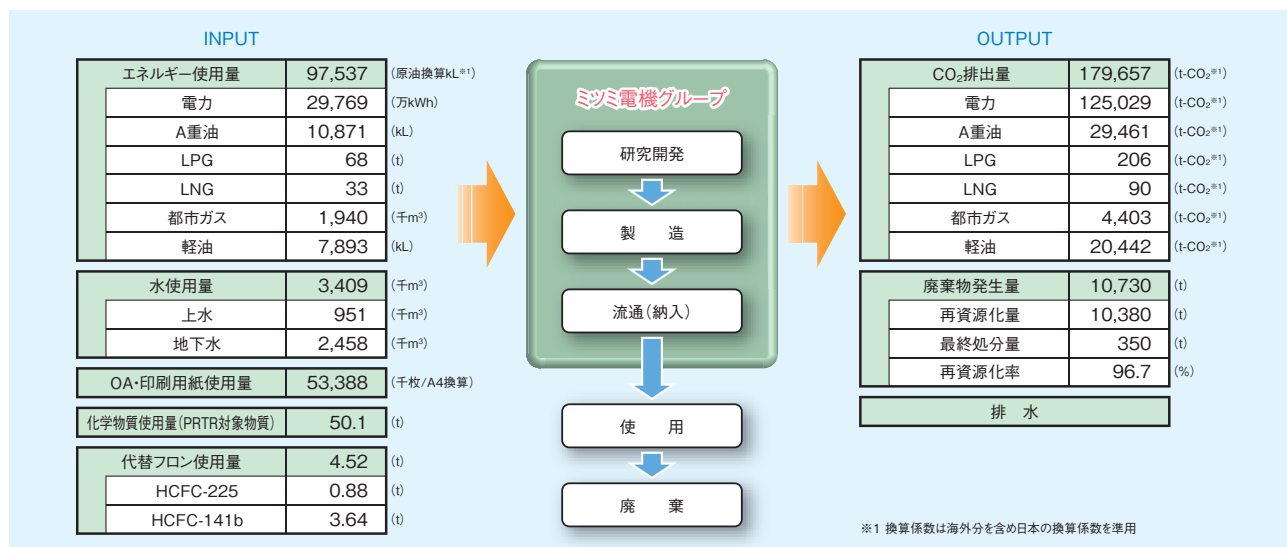 INPUT
エネルギー使用量 97,537 (原油換算kL※1)
電力 29,769 (万kWh)
A重油 10,871 (kL)
LPG 68 (t)
LNG 33 (t)
都市ガス 1,940 (千m³)
軽油 7,893 (kL)
水使用量 3,409 (千m³)
上水 951 (千m³)
地下水 2,458 (千m³)
OA・印刷用紙使用量 53,388 (千枚/A4換算)
化学物質使用量(PRTR対象物質) 50.1 (t)
代替フロン使用量 4.52 (t)
HCFC-225 0.88 (t)
HCFC-141b 3.64 (t)
ミツミ電機グループ
研究開発
製 造
流通(納入)
使 用
廃 棄
OUTPUT
CO₂排出量 179,657 (t-CO₂※1)
電力 125,029 (t-CO₂※1)
A重油 29,461 (t-CO₂※1)
LPG 206 (t-CO₂※1)
LNG 90 (t-CO₂※1)
都市ガス 4,403 (t-CO₂※1)
軽油 20,442 (t-CO₂※1)
廃棄物発生量 10,730 (t)
再資源化量 10,380 (t)
最終処分量 350 (t)
再資源化率 96.7 (%)
排 水
※1 換算係数は海外分を含め日本の換算係数を準用